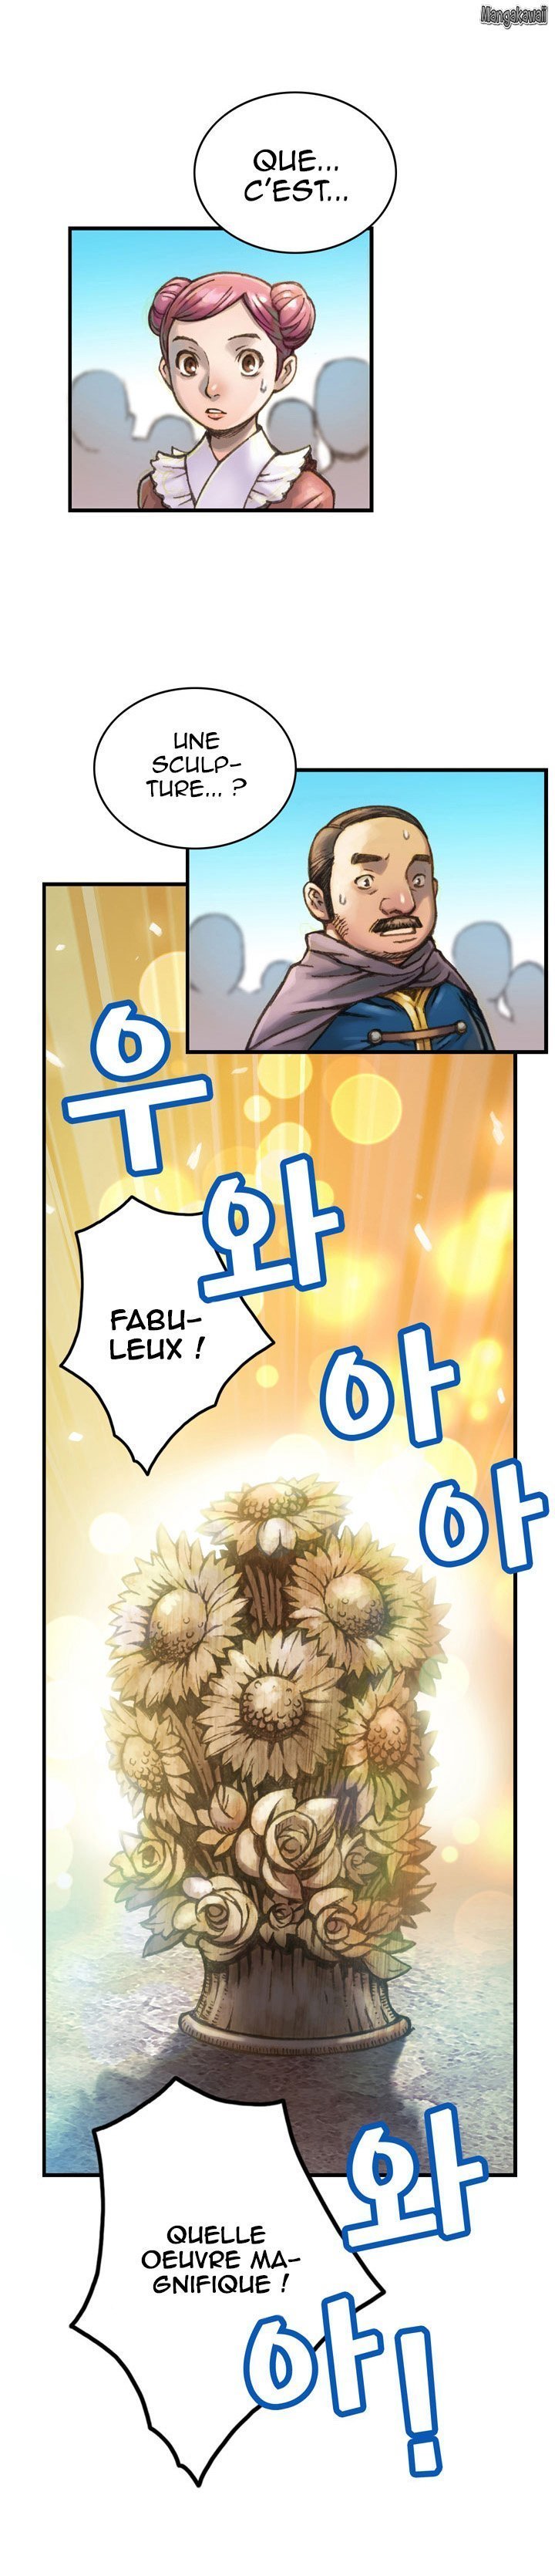 Mangakawaii
QUE...
C'EST...
UNE
SCULP-
TURE... ?
우
와
FABU-
LEUX !
아
아
와
QUELLE
OEUVRE MA-
GNIFIQUE !
아!